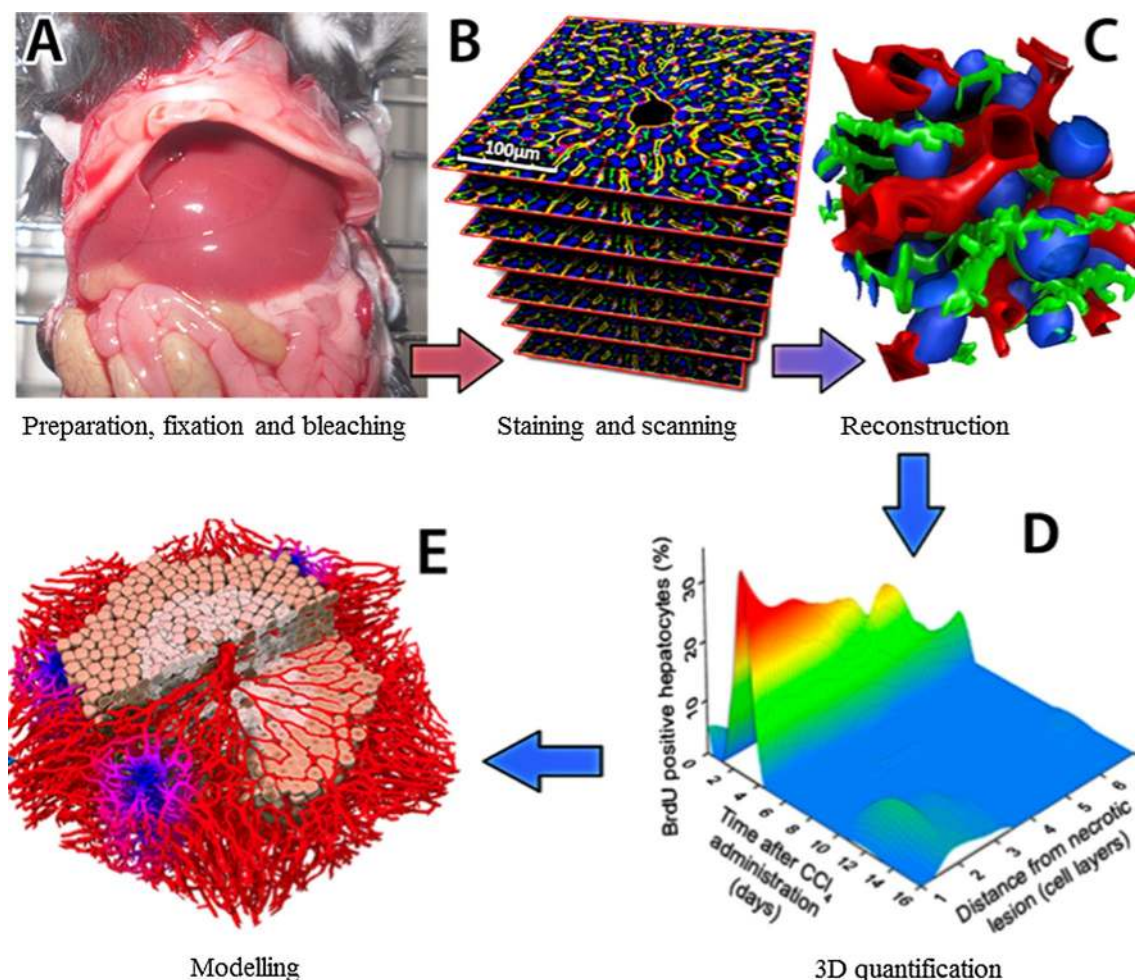 A
B
C
100µm
Preparation, fixation and bleaching
Staining and scanning
Reconstruction
E
D
BrdU positive hepatocytes (%)
0
10
20
30
Time after CCl₄
administration
(days)
2
4
6
8
10
12
14
16
Distance from necrotic
lesion (cell layers)
1
2
3
4
5
6
Modelling
3D quantification